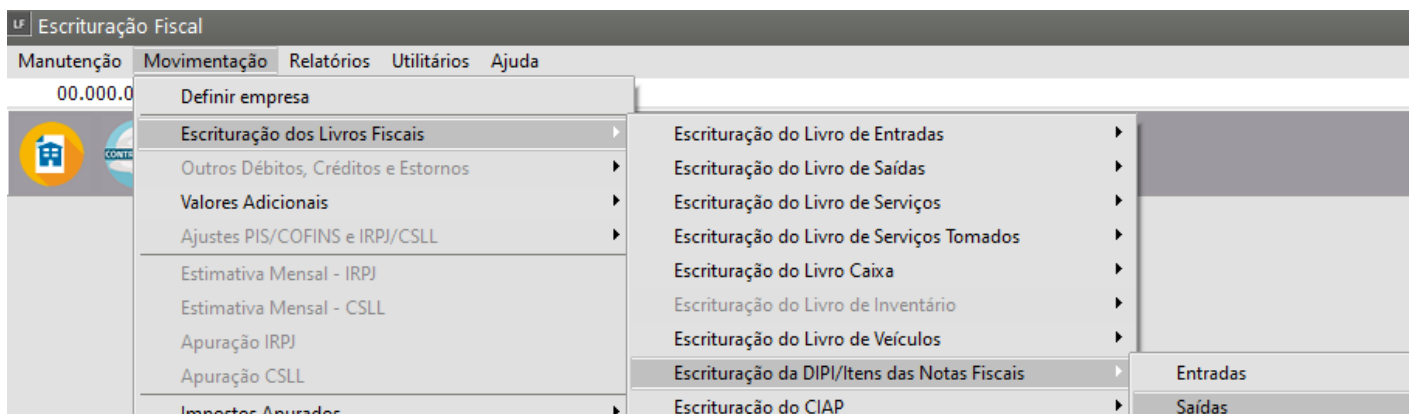 LF Escrituração Fiscal
Manutenção Movimentação Relatórios Utilitários Ajuda
00.000.0
Definir empresa
Escrituração dos Livros Fiscais
Outros Débitos, Créditos e Estornos
Valores Adicionais
Ajustes PIS/COFINS e IRPJ/CSLL
Estimativa Mensal - IRPJ
Estimativa Mensal - CSLL
Apuração IRPJ
Apuração CSLL
Impostos Apurados
Escrituração do Livro de Entradas
Escrituração do Livro de Saídas
Escrituração do Livro de Serviços
Escrituração do Livro de Serviços Tomados
Escrituração do Livro Caixa
Escrituração do Livro de Inventário
Escrituração do Livro de Veículos
Escrituração da DIPI/Itens das Notas Fiscais
Escrituração do CIAP
Entradas
Saídas